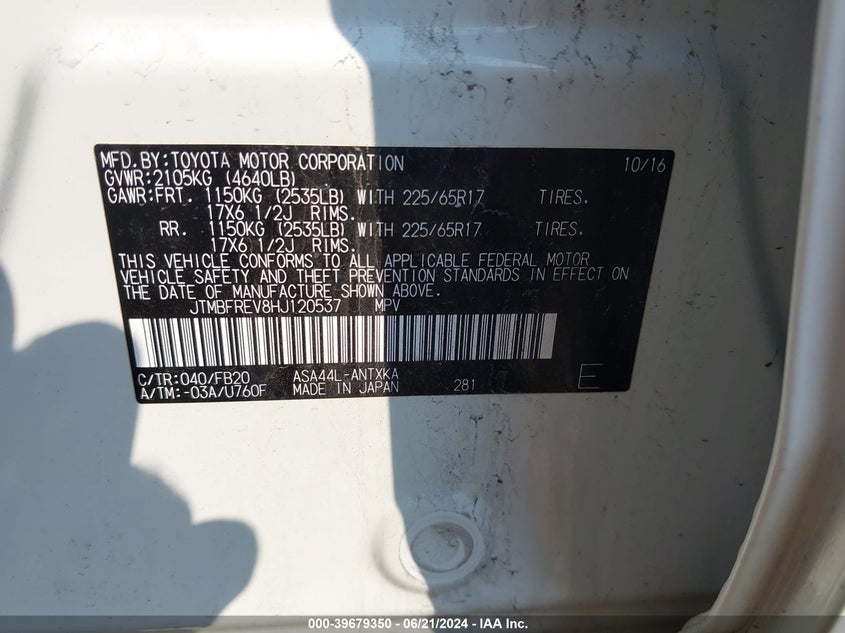 MFD.BY:TOYOTA MOTOR CORPORATION 10/16
GVWR:2105KG (4640LB)
GAWR:FRT. 1150KG (2535LB) WITH 225/65R17 TIRES.
17X6 1/2J RIMS.
RR. 1150KG (2535LB) WITH 225/65R17 TIRES.
17X6 1/2J RIMS.
THIS VEHICLE CONFORMS TO ALL APPLICABLE FEDERAL MOTOR
VEHICLE SAFETY AND THEFT PREVENTION STANDARDS IN EFFECT ON
THE DATE OF MANUFACTURE SHOWN ABOVE.
JTMBFREV8HJ120537 MPV
C/TR:040/FB20 ASA44L-ANTXKA
A/TM:-03A/U760F MADE IN JAPAN 281 E
000-39679350 - 06/21/2024 - IAA Inc.